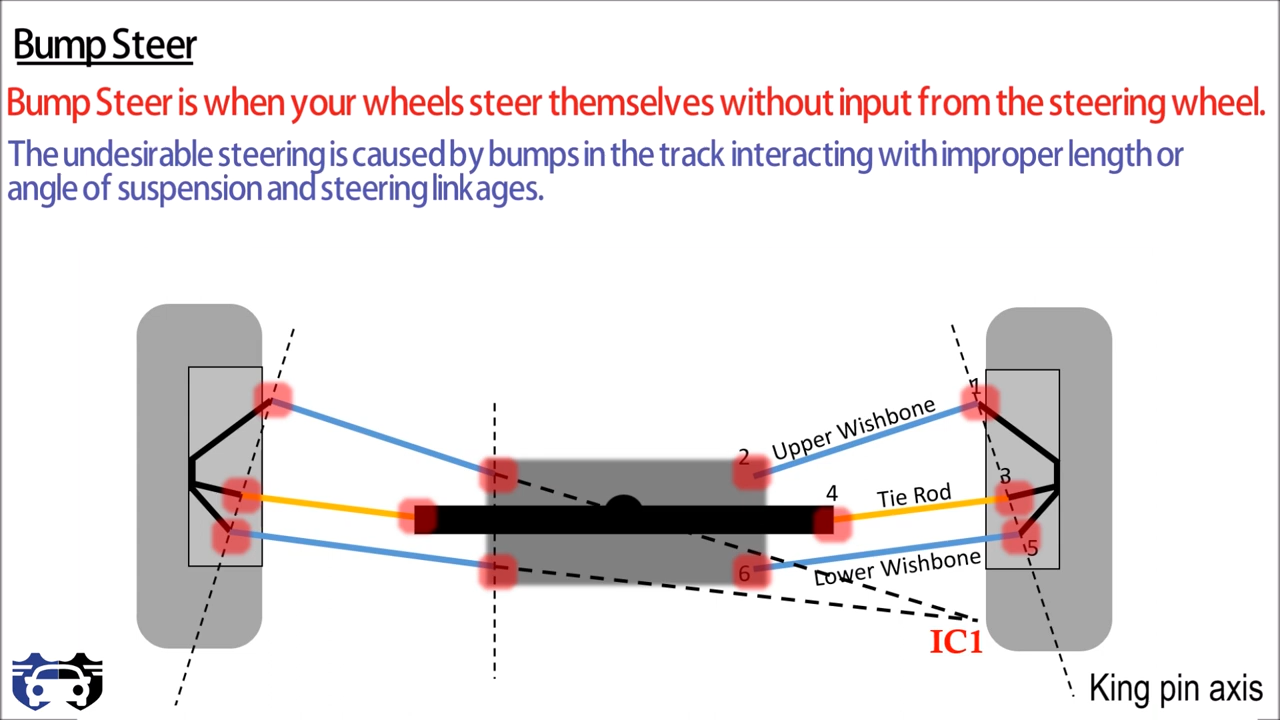 Bump Steer
Bump Steer is when your wheels steer themselves without input from the steering wheel.
The undesirable steering is caused by bumps in the track interacting with improper length or
angle of suspension and steering linkages.
1
Upper Wishbone
2
3
4
Tie Rod
5
6
Lower Wishbone
IC1
King pin axis